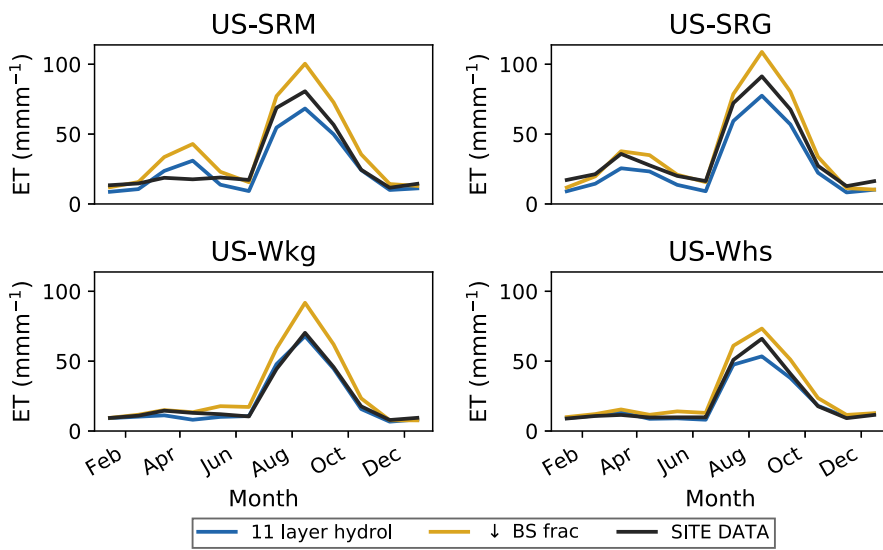 US-SRM
US-SRG
ET (mmm⁻¹)
100
50
0
ET (mmm⁻¹)
100
50
0
US-Wkg
US-Whs
ET (mmm⁻¹)
100
50
0
ET (mmm⁻¹)
100
50
0
Feb Apr Jun Aug Oct Dec
Feb Apr Jun Aug Oct Dec
Month
Month
11 layer hydrol ↓ BS frac SITE DATA